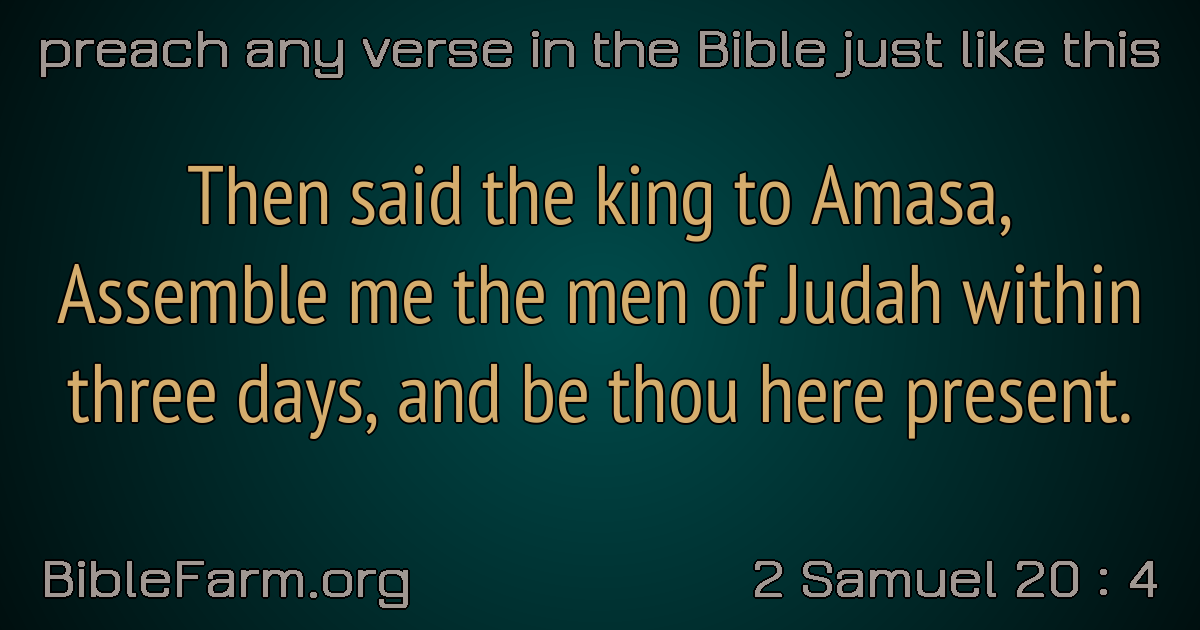 preach any verse in the Bible just like this
Then said the king to Amasa,
Assemble me the men of Judah within
three days, and be thou here present.
BibleFarm.org
2 Samuel 20 : 4